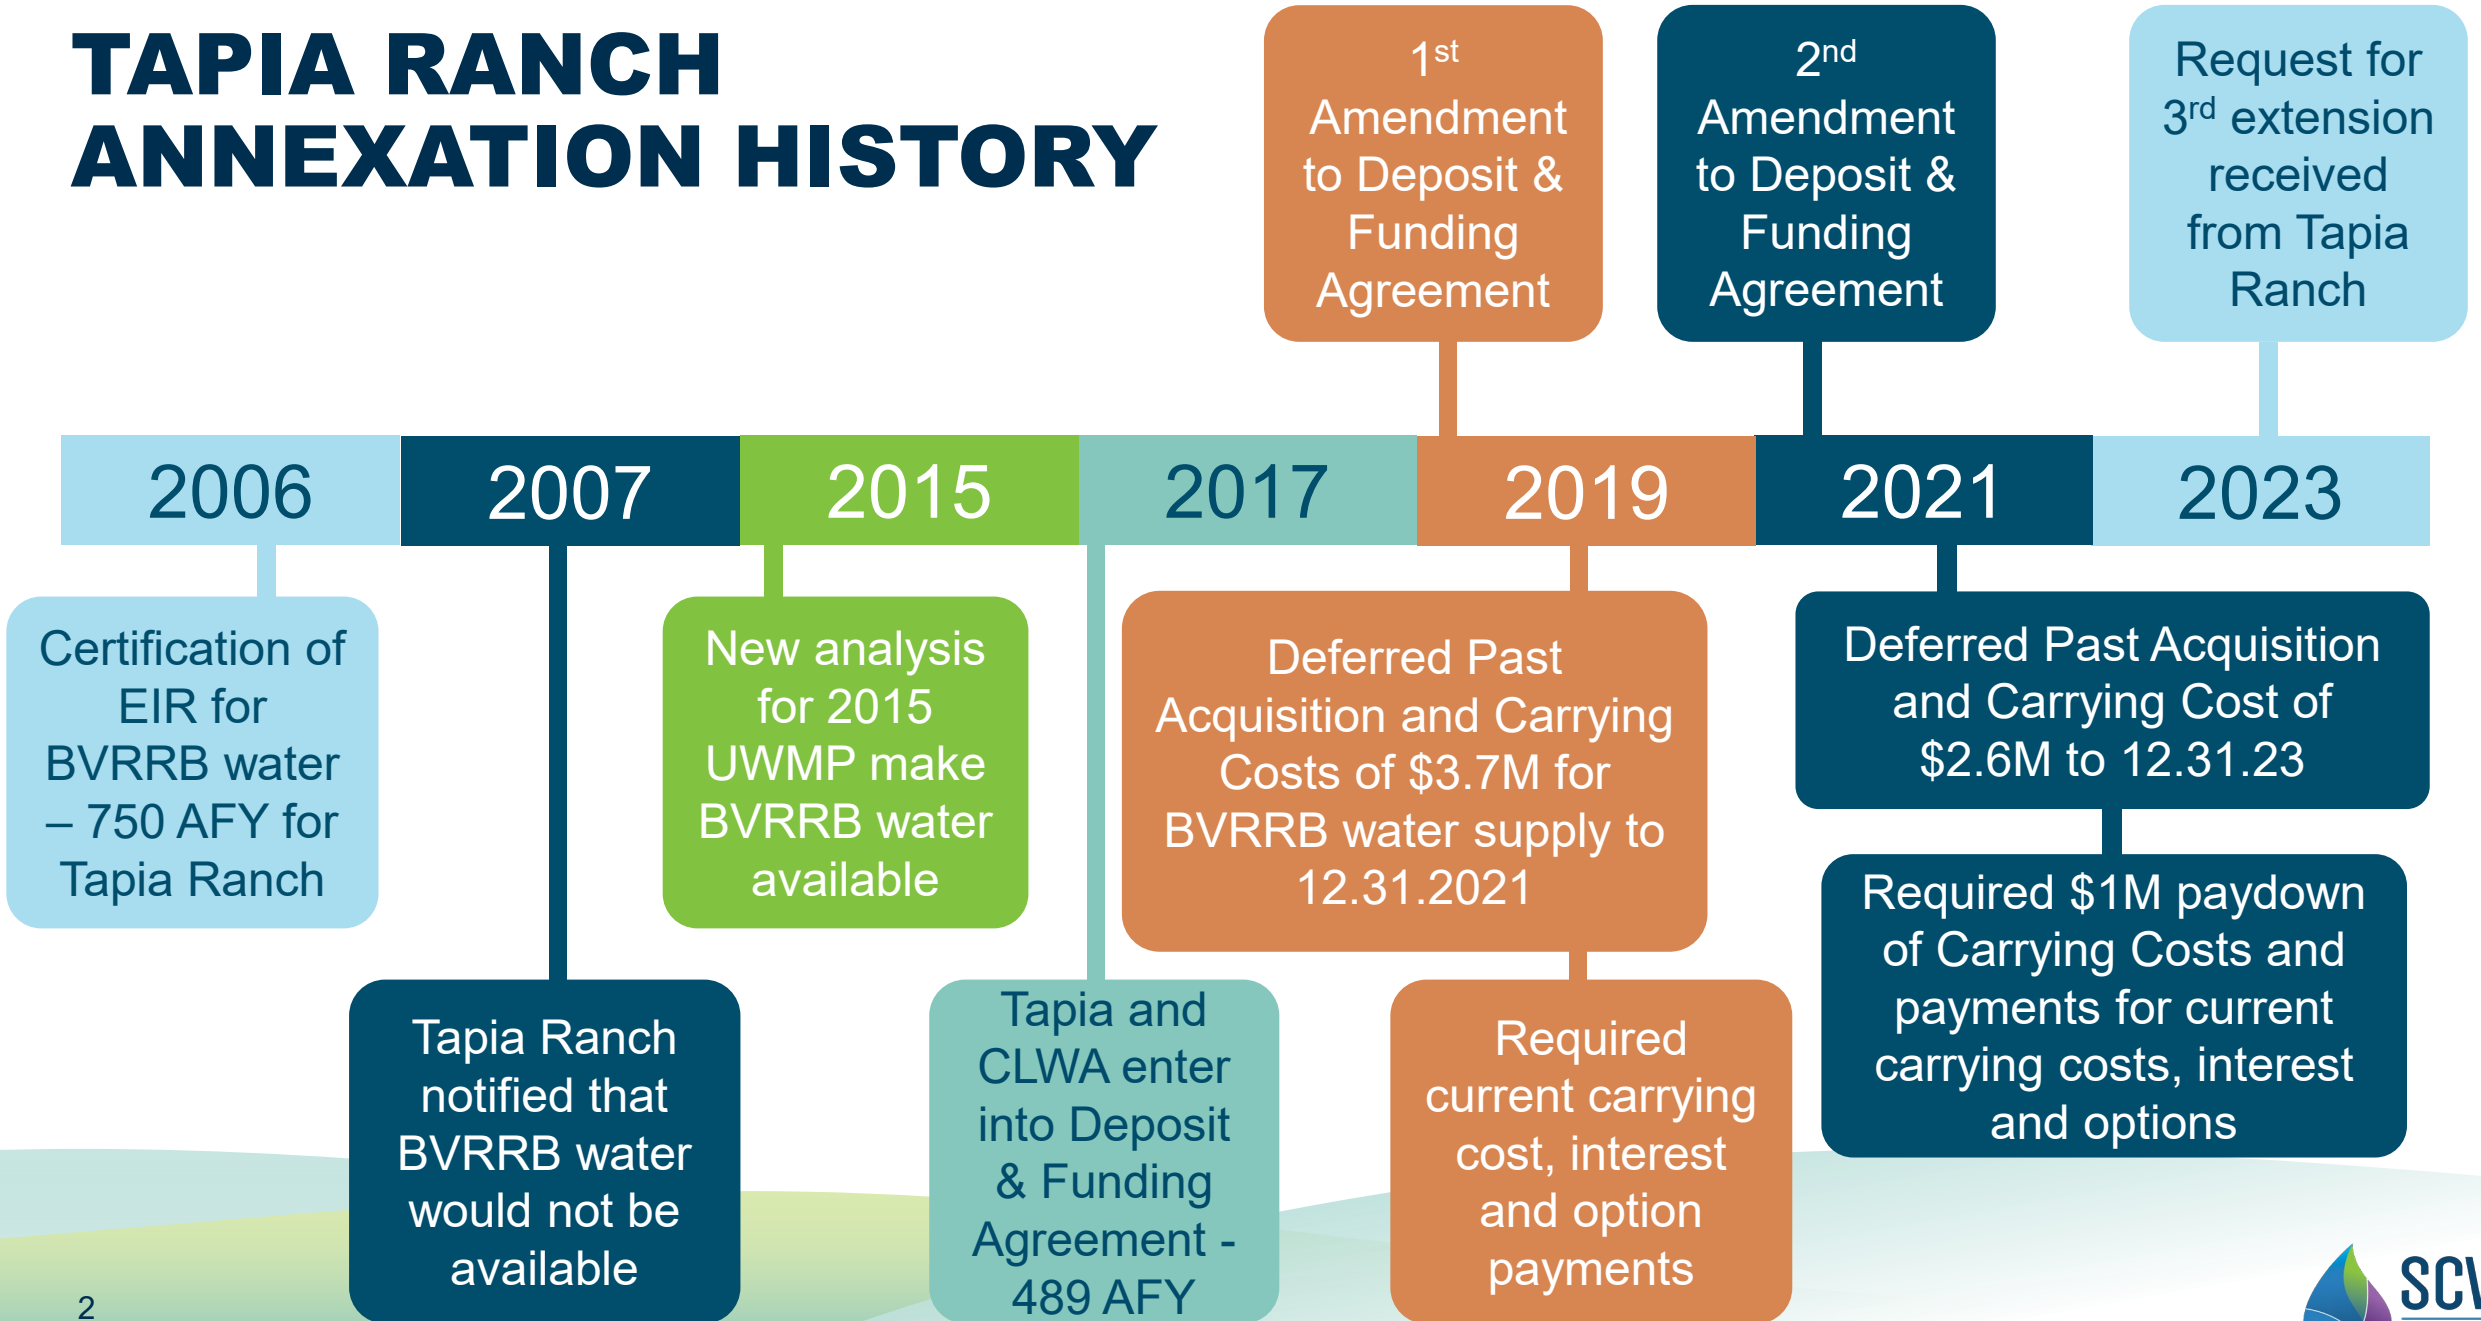 TAPIA RANCH
ANNEXATION HISTORY
1st
Amendment
to Deposit &
Funding
Agreement
2nd
Amendment
to Deposit &
Funding
Agreement
Request for
3rd extension
received
from Tapia
Ranch
2006
2007
2015
2017
2019
2021
2023
Certification of
EIR for
BVRRB water
– 750 AFY for
Tapia Ranch
Tapia Ranch
notified that
BVRRB water
would not be
available
New analysis
for 2015
UWMP make
BVRRB water
available
Tapia and
CLWA enter
into Deposit
& Funding
Agreement -
489 AFY
Deferred Past
Acquisition and Carrying
Costs of $3.7M for
BVRRB water supply to
12.31.2021
Required
current carrying
cost, interest
and option
payments
Deferred Past Acquisition
and Carrying Cost of
$2.6M to 12.31.23
Required $1M paydown
of Carrying Costs and
payments for current
carrying costs, interest
and options
2